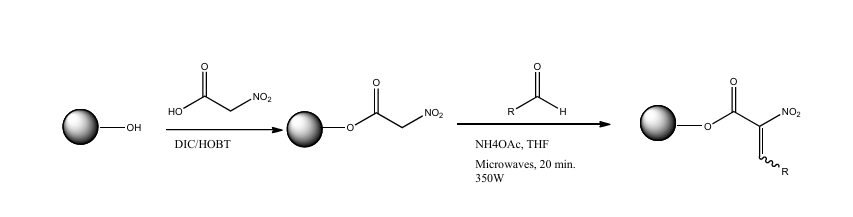 O
HO
NO2
OH
DIC/HOBT
O
O
NO2
O
R
H
NH4OAc, THF
Microwaves, 20 min.
350W
O
O
NO2
R